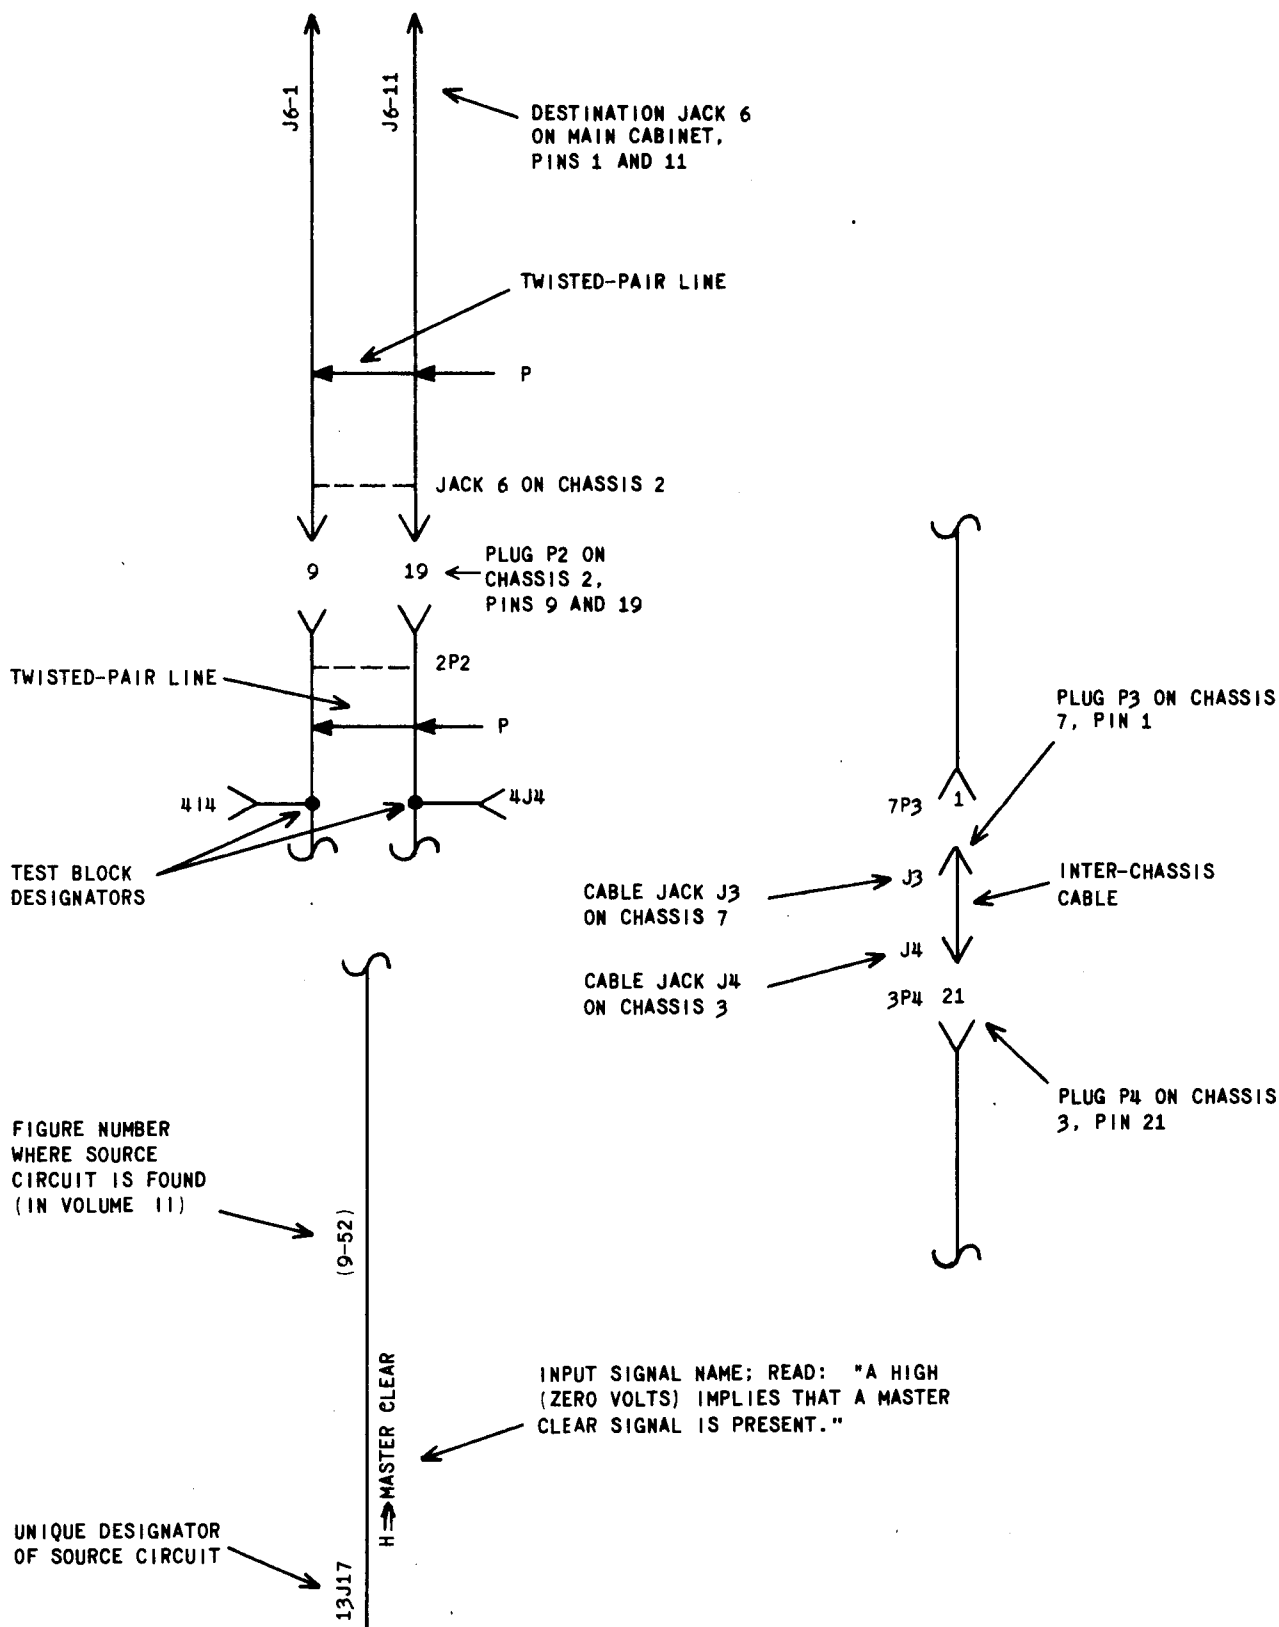 J6-1
J6-11
DESTINATION JACK 6
ON MAIN CABINET,
PINS 1 AND 11
TWISTED-PAIR LINE
P
JACK 6 ON CHASSIS 2
9
19
PLUG P2 ON
CHASSIS 2,
PINS 9 AND 19
2P2
TWISTED-PAIR LINE
P
4I4
4J4
TEST BLOCK
DESIGNATORS
PLUG P3 ON CHASSIS
7, PIN 1
7P3
1
J3
INTER-CHASSIS
CABLE
CABLE JACK J3
ON CHASSIS 7
J4
CABLE JACK J4
ON CHASSIS 3
3P4
21
PLUG P4 ON CHASSIS
3, PIN 21
FIGURE NUMBER
WHERE SOURCE
CIRCUIT IS FOUND
(IN VOLUME II)
(9-52)
INPUT SIGNAL NAME; READ: "A HIGH
(ZERO VOLTS) IMPLIES THAT A MASTER
CLEAR SIGNAL IS PRESENT."
H⇒MASTER CLEAR
UNIQUE DESIGNATOR
OF SOURCE CIRCUIT
13J17